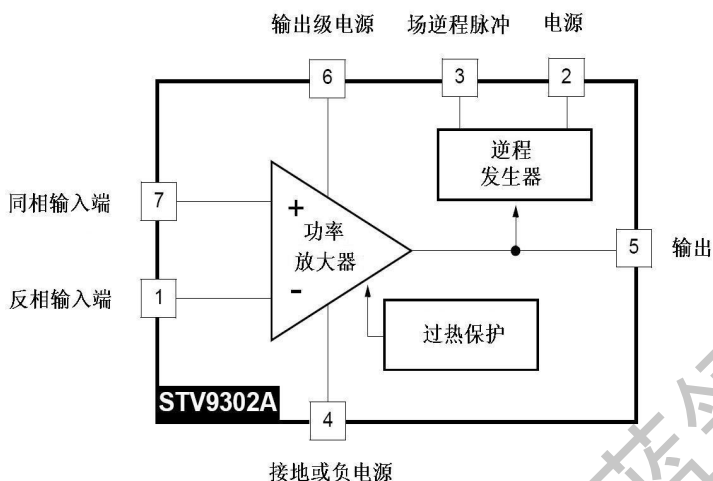 输出级电源 场逆程脉冲 电源
6 3 2
逆程
发生器
同相输入端 7
+
功率
放大器
5 输出
反相输入端 1
-
过热保护
STV9302A
4
接地或负电源